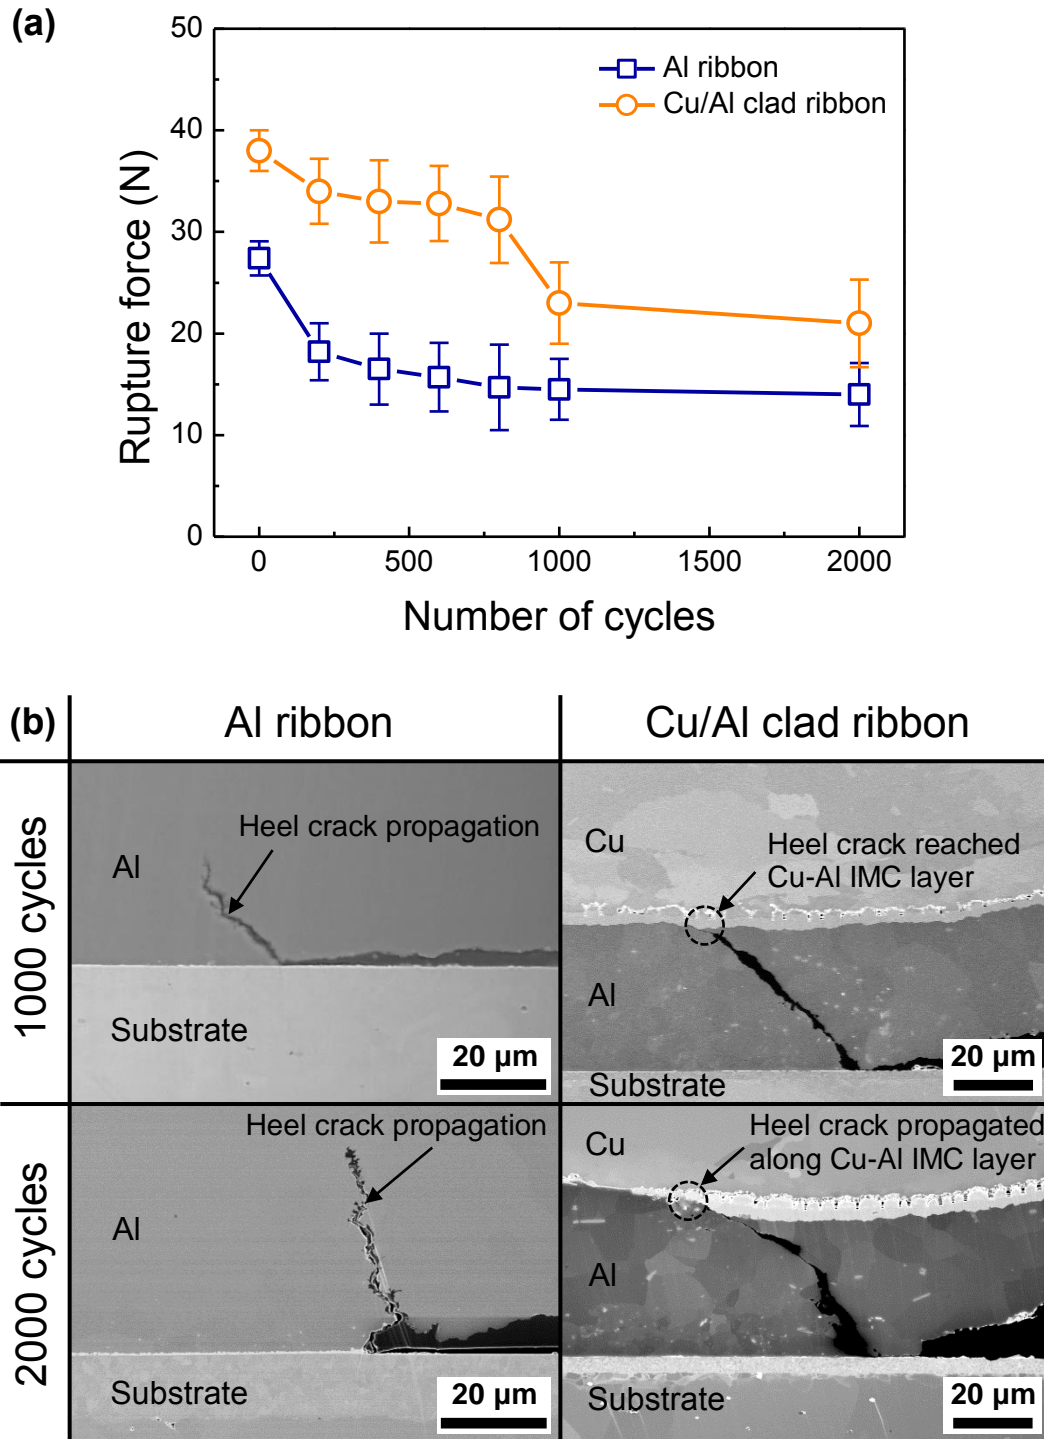 (a)
50
40
30
20
10
0
Rupture force (N)
Al ribbon
Cu/Al clad ribbon
0 500 1000 1500 2000
Number of cycles
(b)
Al ribbon
Cu/Al clad ribbon
1000 cycles
Heel crack propagation
Al
Substrate
20 µm
Cu
Heel crack reached
Cu-Al IMC layer
Al
Substrate
20 µm
2000 cycles
Heel crack propagation
Al
Substrate
20 µm
Cu
Heel crack propagated
along Cu-Al IMC layer
Al
Substrate
20 µm